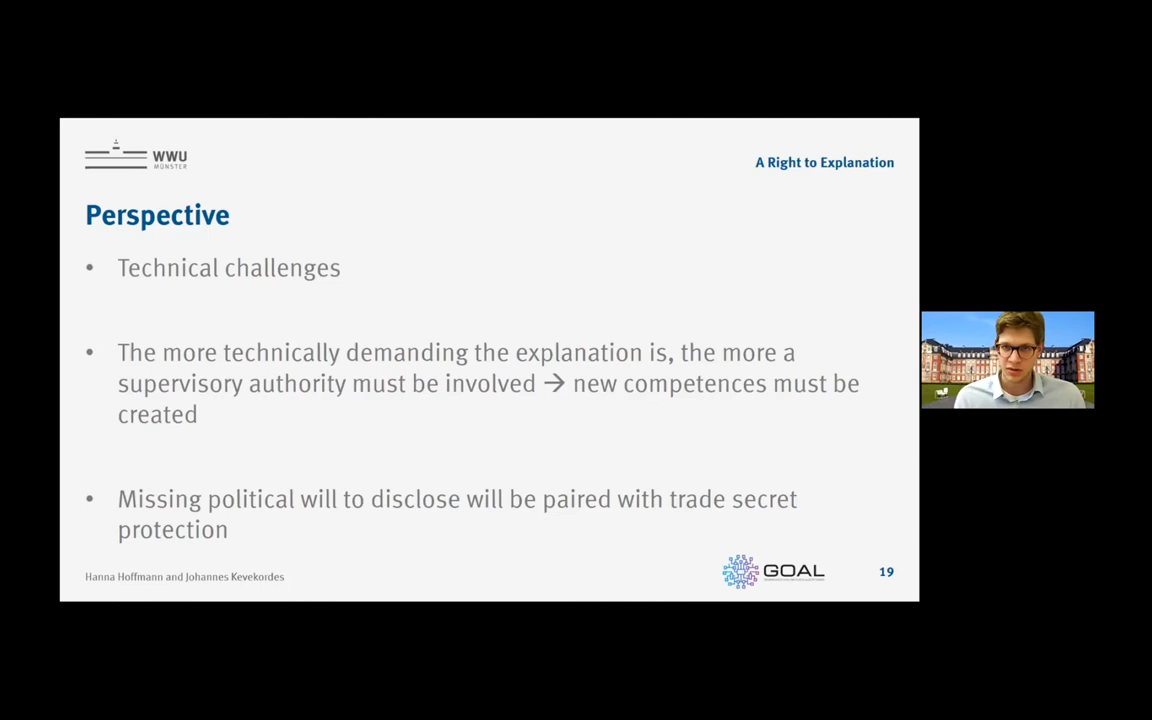 WWU
MÜNSTER
A Right to Explanation
Perspective
• Technical challenges
• The more technically demanding the explanation is, the more a
supervisory authority must be involved → new competences must be
created
• Missing political will to disclose will be paired with trade secret
protection
Hanna Hoffmann and Johannes Kevekordes
GOAL
19